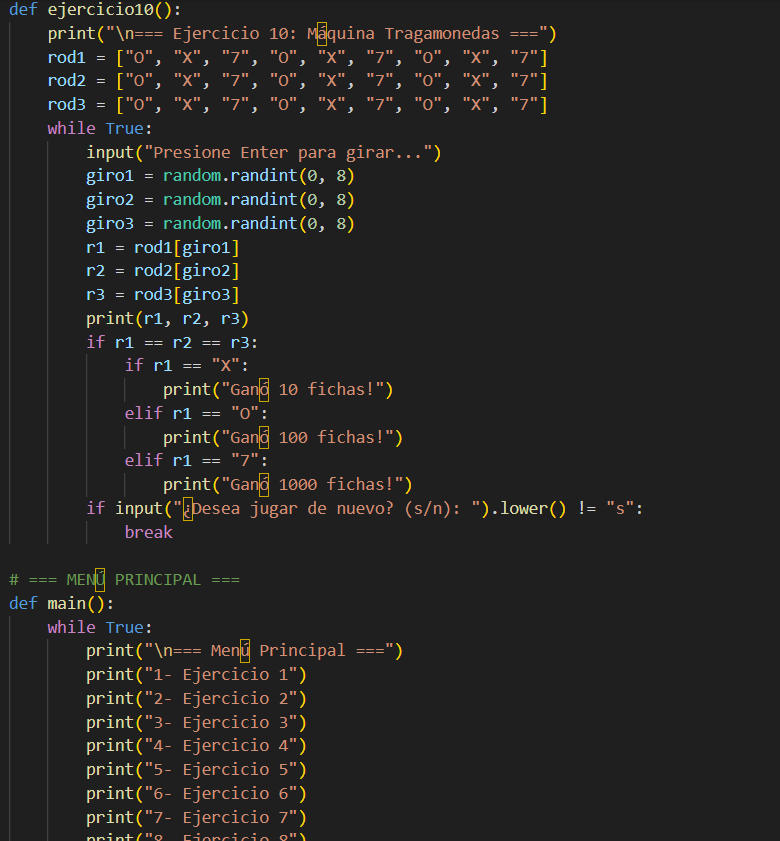 def ejercicio10():
    print("\n=== Ejercicio 10: Máquina Tragamonedas ===")
    rod1 = ["O", "X", "7", "O", "X", "7", "O", "X", "7"]
    rod2 = ["O", "X", "7", "O", "X", "7", "O", "X", "7"]
    rod3 = ["O", "X", "7", "O", "X", "7", "O", "X", "7"]
    while True:
        input("Presione Enter para girar...")
        giro1 = random.randint(0, 8)
        giro2 = random.randint(0, 8)
        giro3 = random.randint(0, 8)
        r1 = rod1[giro1]
        r2 = rod2[giro2]
        r3 = rod3[giro3]
        print(r1, r2, r3)
        if r1 == r2 == r3:
            if r1 == "X":
                print("Ganó 10 fichas!")
            elif r1 == "O":
                print("Ganó 100 fichas!")
            elif r1 == "7":
                print("Ganó 1000 fichas!")
        if input("¿Desea jugar de nuevo? (s/n): ").lower() != "s":
            break
# === MENÚ PRINCIPAL ===
def main():
    while True:
        print("\n=== Menú Principal ===")
        print("1- Ejercicio 1")
        print("2- Ejercicio 2")
        print("3- Ejercicio 3")
        print("4- Ejercicio 4")
        print("5- Ejercicio 5")
        print("6- Ejercicio 6")
        print("7- Ejercicio 7")
        print("8- Ejercicio 8")